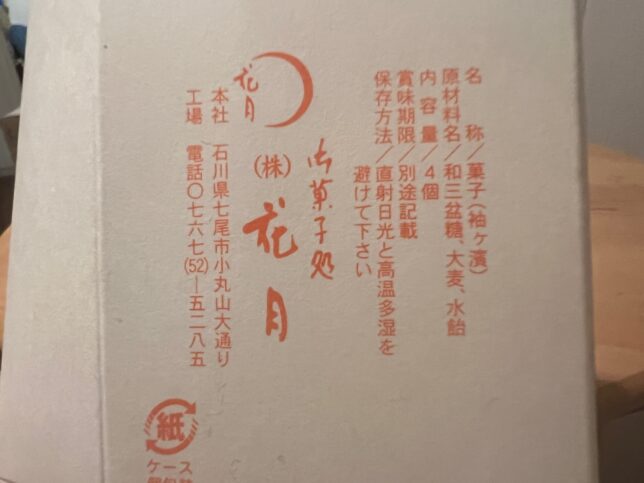 名称/菓子(袖ヶ濱)
原材料名/和三盆糖、大麦、水飴
内容量/4個
賞味期限/別途記載
保存方法/直射日光と高温多湿を
避けて下さい
御菓子処
(株)花月
花月
本社 石川県七尾市小丸山大通り
工場 電話〇七六七(52)ー五二八五
紙
ケース